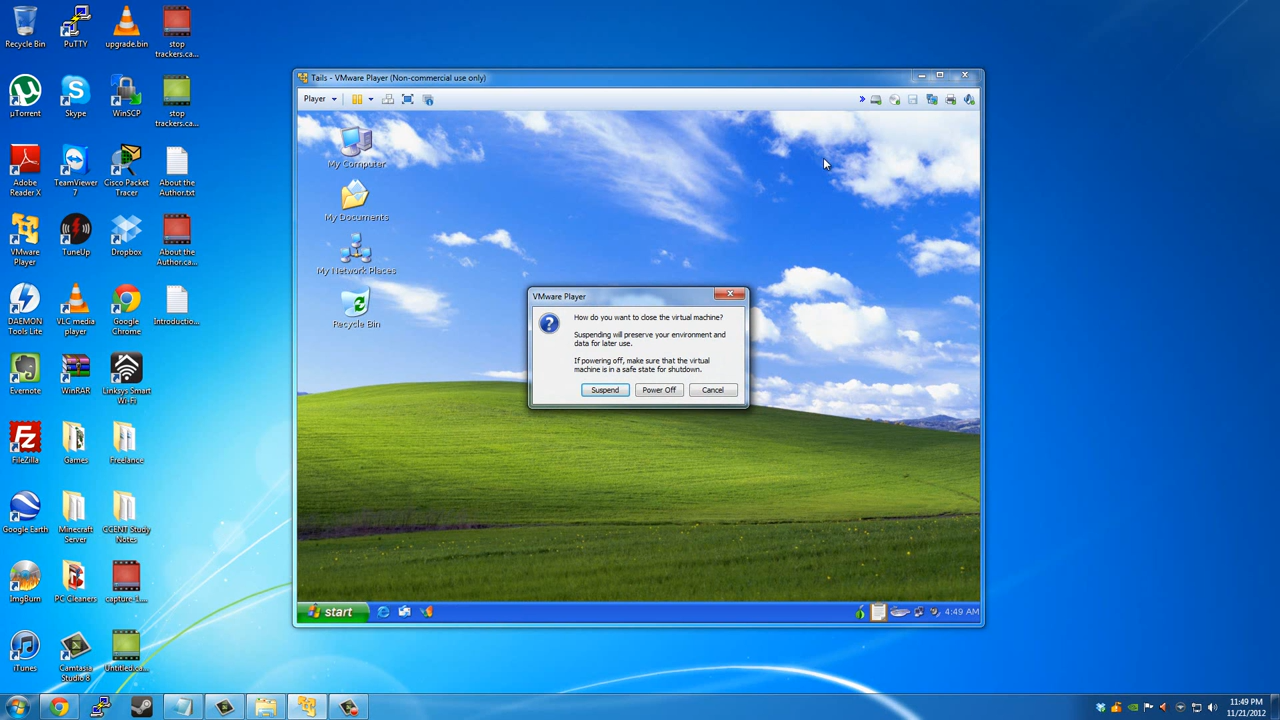 Recycle Bin
PuTTY
upgrade.bin
stop
trackers.ca...
µTorrent
Skype
WinSCP
stop
trackers.ca...
Adobe
Reader X
TeamViewer
7
Cisco Packet
Tracer
About the
Author.txt
VMware
Player
TuneUp
Dropbox
About the
Author.ca...
DAEMON
Tools Lite
VLC media
player
Google
Chrome
Introductio...
Evernote
WinRAR
Linksys Smart
Wi-Fi
FileZilla
Games
Freelance
Google Earth
Minecraft
Server
CCENT Study
Notes
ImgBurn
PC Cleaners
capture-1....
iTunes
Camtasia
Studio 8
Untitled.ca...
Tails - VMware Player (Non-commercial use only)
Player
My Computer
My Documents
My Network Places
Recycle Bin
VMware Player
How do you want to close the virtual machine?
Suspending will preserve your environment and
data for later use.
If powering off, make sure that the virtual
machine is in a safe state for shutdown.
Suspend
Power Off
Cancel
start
4:49 AM
11:49 PM
11/21/2012